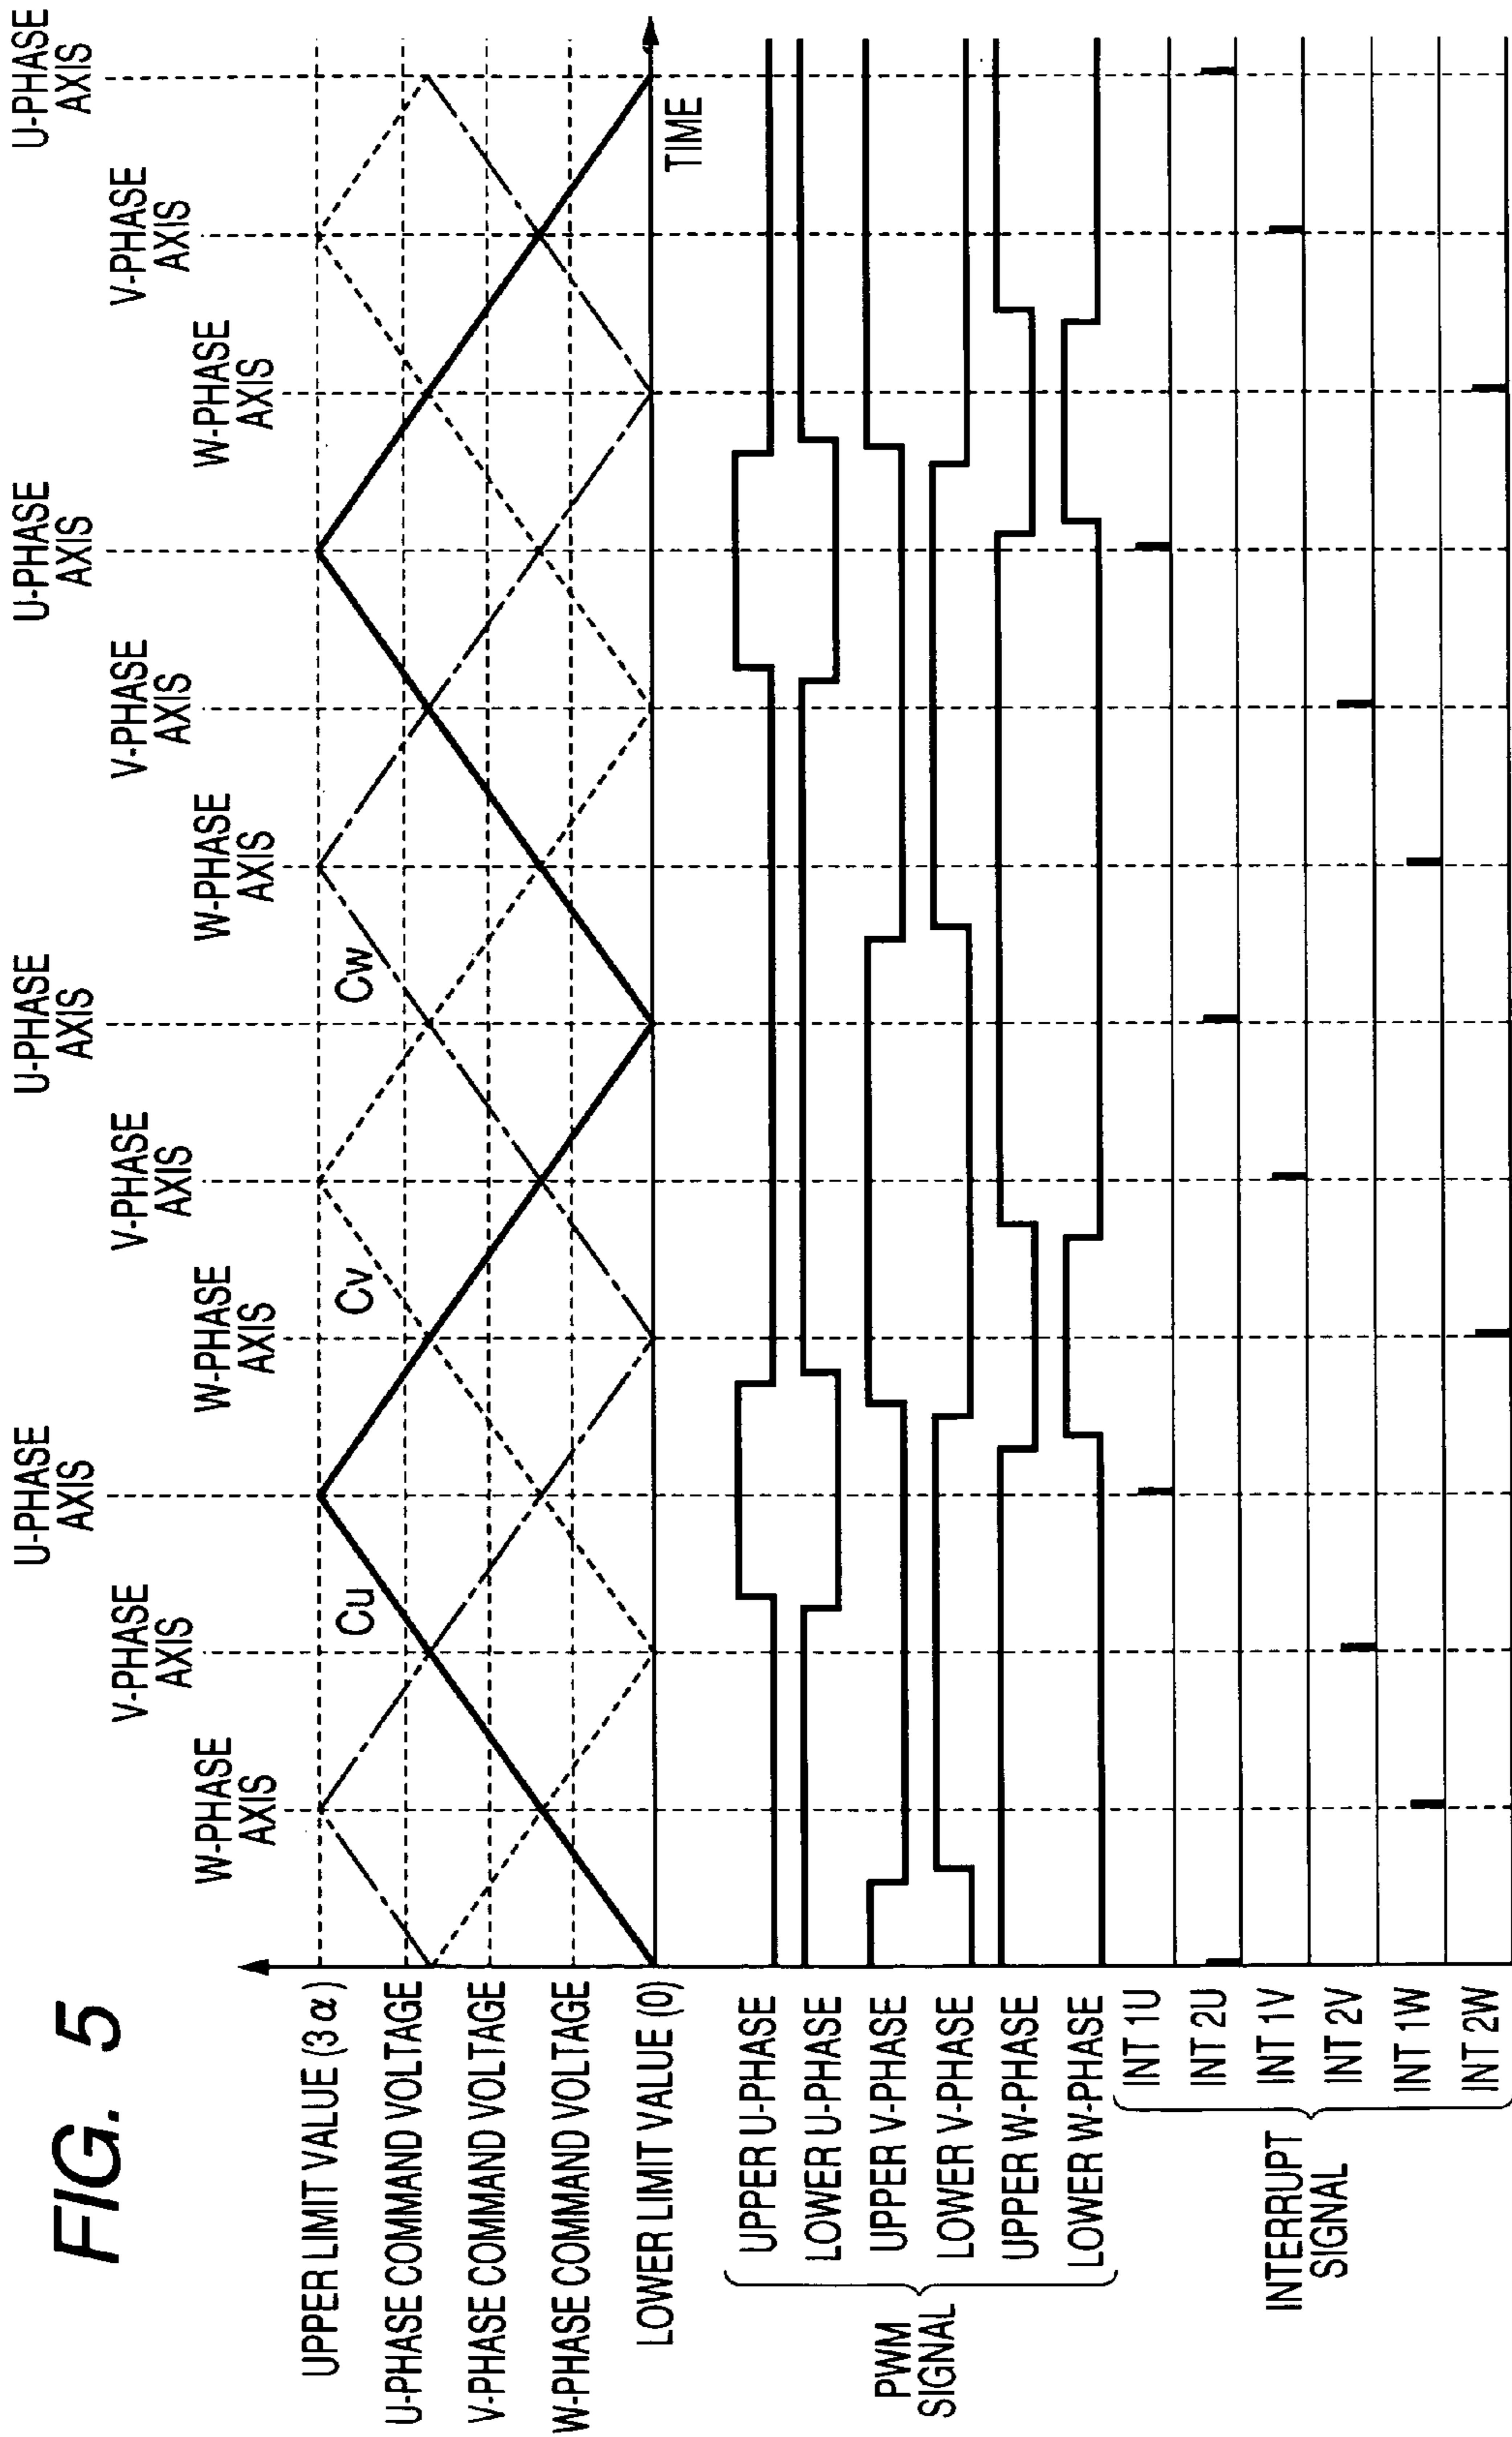 FIG. 5
U-PHASE
AXIS
U-PHASE
AXIS
U-PHASE
AXIS
U-PHASE
AXIS
V-PHASE
AXIS
V-PHASE
AXIS
V-PHASE
AXIS
V-PHASE
AXIS
W-PHASE
AXIS
W-PHASE
AXIS
W-PHASE
AXIS
W-PHASE
AXIS
UPPER LIMIT VALUE (3α)
U-PHASE COMMAND VOLTAGE
V-PHASE COMMAND VOLTAGE
W-PHASE COMMAND VOLTAGE
LOWER LIMIT VALUE (0)
Cu
Cv
Cw
TIME
PWM
SIGNAL
UPPER U-PHASE
LOWER U-PHASE
UPPER V-PHASE
LOWER V-PHASE
UPPER W-PHASE
LOWER W-PHASE
INTERRUPT
SIGNAL
INT 1U
INT 2U
INT 1V
INT 2V
INT 1W
INT 2W